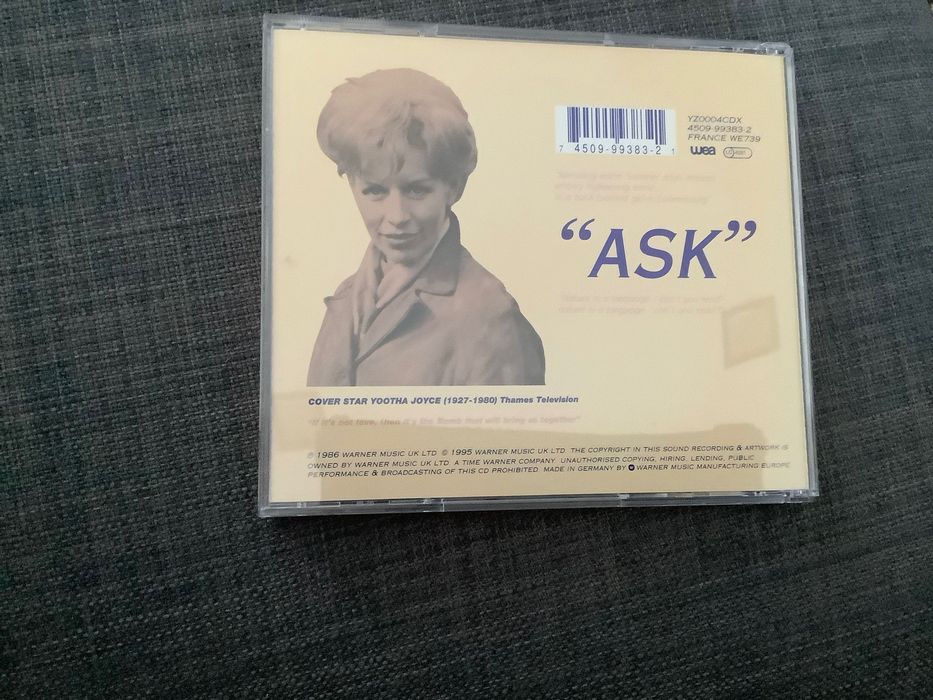 7 4509-99383-2 1
YZ0004CDX
4509-99383-2
FRANCE WE739
wea
"ASK"
COVER STAR YOOTHA JOYCE (1927-1980) Thames Television
"If it's not love, then it's the Bomb that will bring us together"
℗ 1986 WARNER MUSIC UK LTD © 1995 WARNER MUSIC UK LTD. THE COPYRIGHT IN THIS SOUND RECORDING & ARTWORK IS
OWNED BY WARNER MUSIC UK LTD. A TIME WARNER COMPANY. UNAUTHORISED COPYING, HIRING, LENDING, PUBLIC
PERFORMANCE & BROADCASTING OF THIS CD PROHIBITED. MADE IN GERMANY BY WARNER MUSIC MANUFACTURING EUROPE